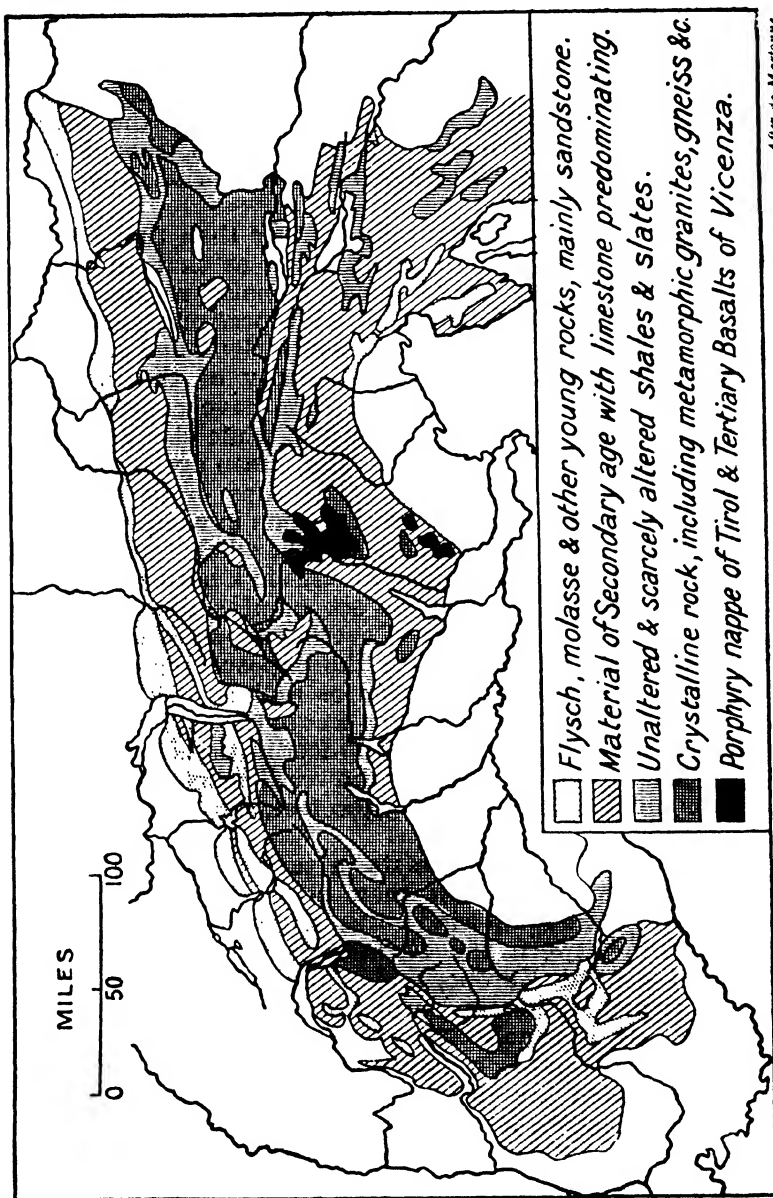 MILES
0 50 100
Flysch, molasse & other young rocks, mainly sandstone.
Material of Secondary age with limestone predominating.
Unaltered & scarcely altered shales & slates.
Crystalline rock, including metamorphic granites, gneiss &c.
Porphyry nappe of Tirol & Tertiary Basalts of Vicenza.